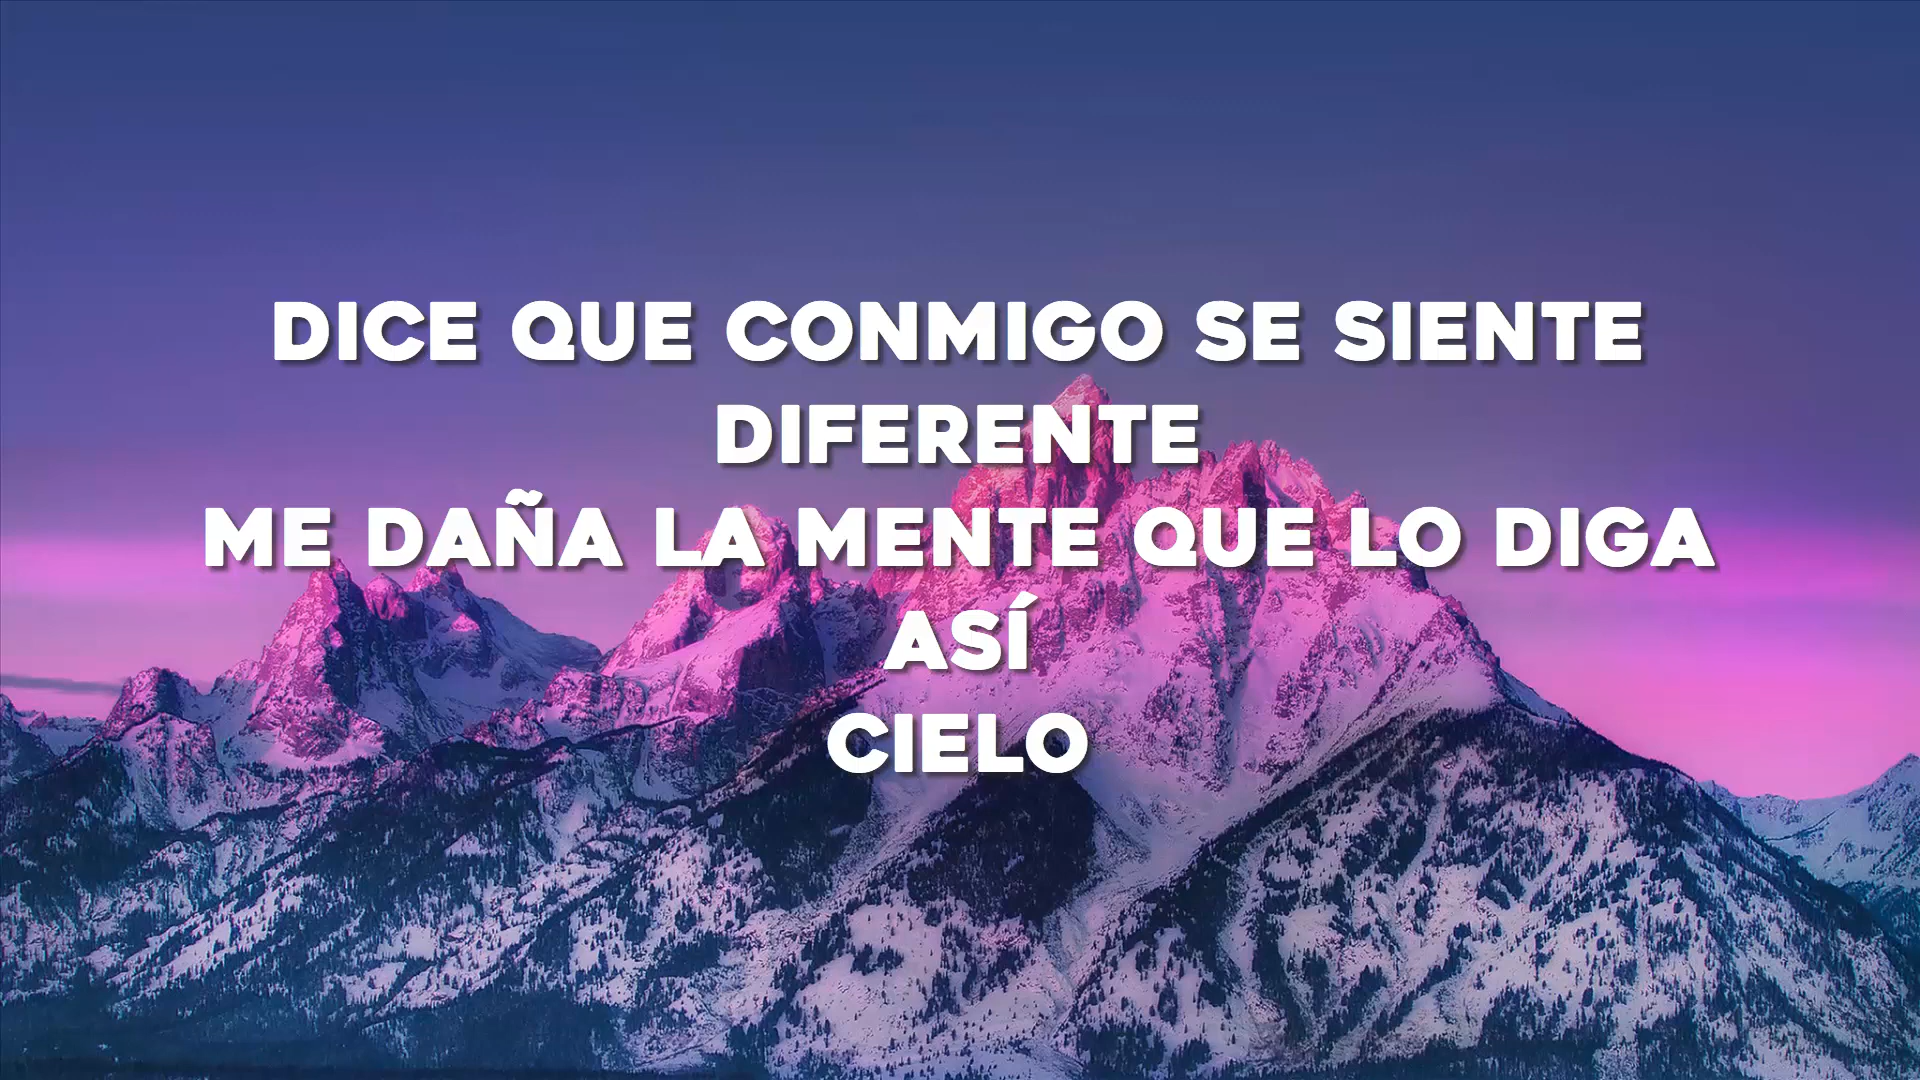 DICE QUE CONMIGO SE SIENTE
DIFERENTE
ME DAÑA LA MENTE QUE LO DIGA
ASÍ
CIELO